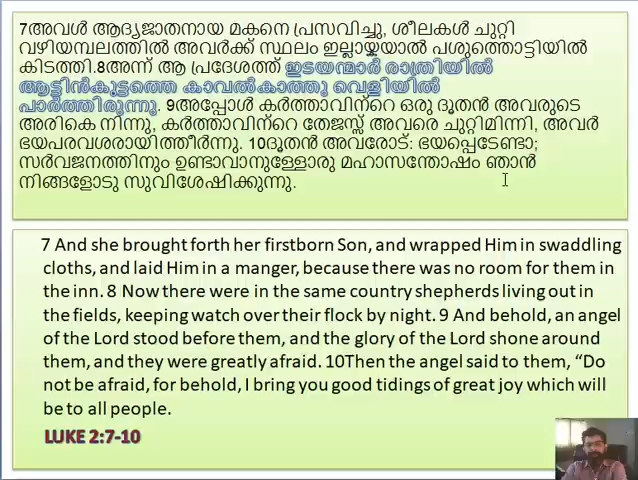 7അവൾ ആദ്യജാതനായ മകനെ പ്രസവിച്ചു, ശീലകൾ ചുറ്റി
വഴിയമ്പലത്തിൽ അവർക്ക് സ്ഥലം ഇല്ലായ്കയാൽ പശുത്തൊട്ടിയിൽ
കിടത്തി.8അന്ന് ആ പ്രദേശത്ത് ഇടയന്മാർ രാത്രിയിൽ
ആട്ടിൻകൂട്ടത്തെ കാവൽകാത്തു വെളിയിൽ
പാർത്തിരുന്നു. 9അപ്പോൾ കർത്താവിന്റെ ഒരു ദൂതൻ അവരുടെ
അരികെ നിന്നു, കർത്താവിന്റെ തേജസ്സ് അവരെ ചുറ്റിമിന്നി, അവർ
ഭയപരവശരായിത്തീർന്നു. 10ദൂതൻ അവരോട്: ഭയപ്പെടേണ്ടാ;
സർവജനത്തിനും ഉണ്ടാവാനുള്ളോരു മഹാസന്തോഷം ഞാൻ
നിങ്ങളോടു സുവിശേഷിക്കുന്നു.
7 And she brought forth her firstborn Son, and wrapped Him in swaddling
cloths, and laid Him in a manger, because there was no room for them in
the inn. 8 Now there were in the same country shepherds living out in
the fields, keeping watch over their flock by night. 9 And behold, an angel
of the Lord stood before them, and the glory of the Lord shone around
them, and they were greatly afraid. 10Then the angel said to them, “Do
not be afraid, for behold, I bring you good tidings of great joy which will
be to all people.
LUKE 2:7-10